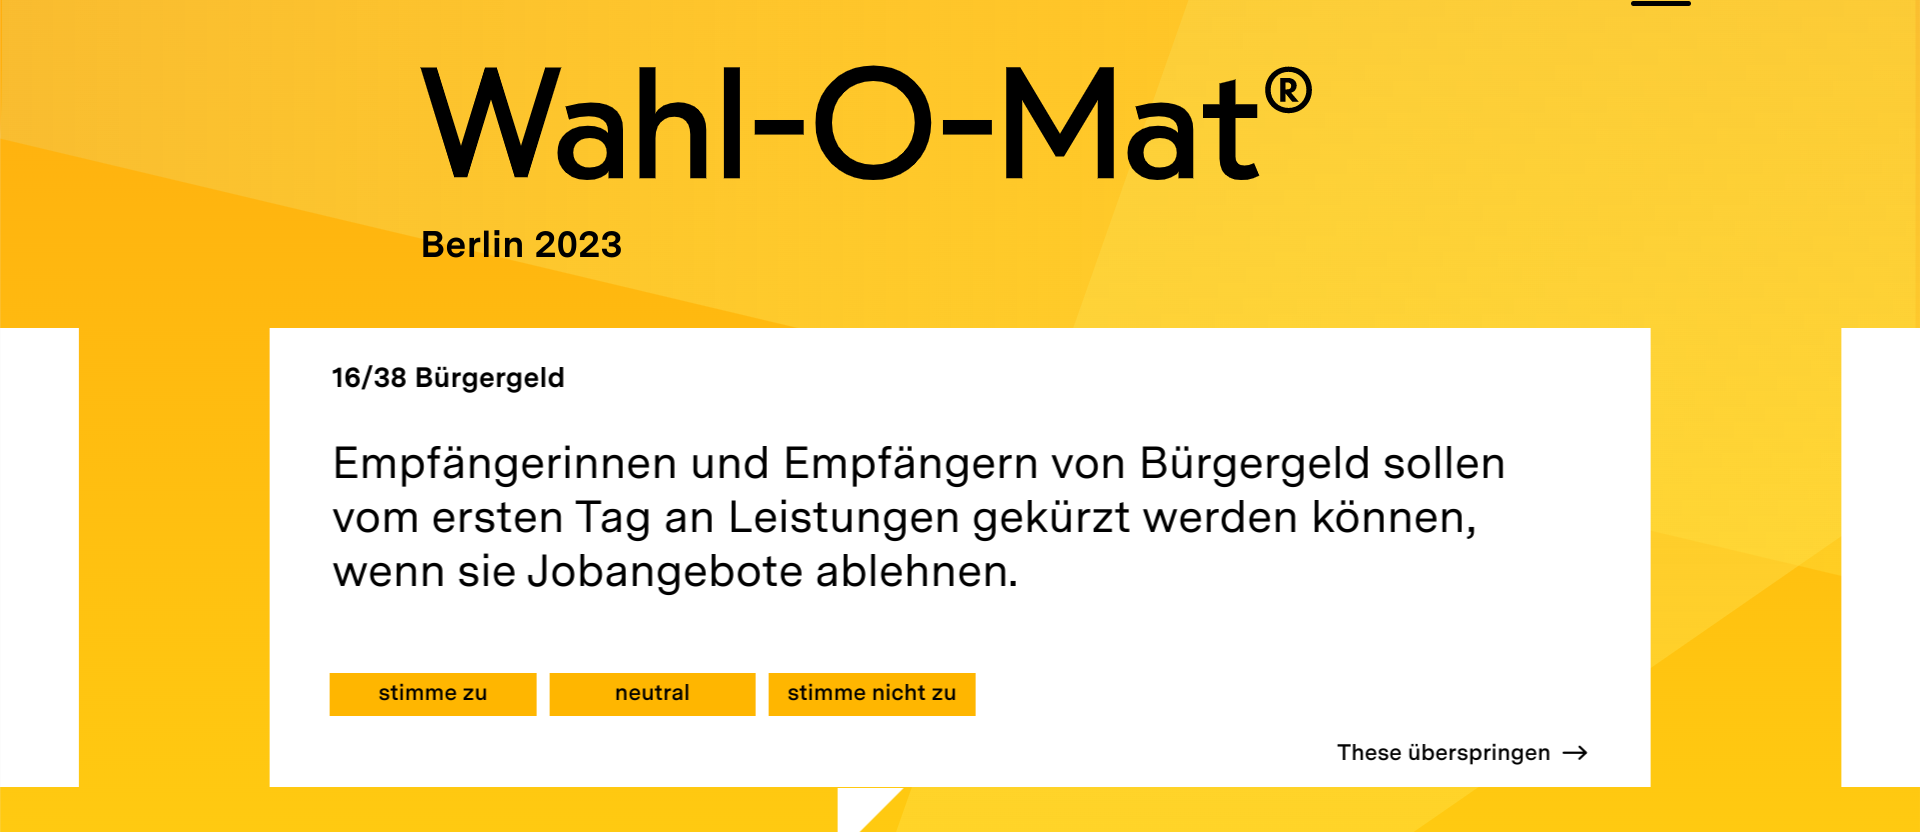 Wahl-O-Mat®
Berlin 2023
16/38 Bürgergeld
Empfängerinnen und Empfängern von Bürgergeld sollen
vom ersten Tag an Leistungen gekürzt werden können,
wenn sie Jobangebote ablehnen.
stimme zu
neutral
stimme nicht zu
These überspringen →